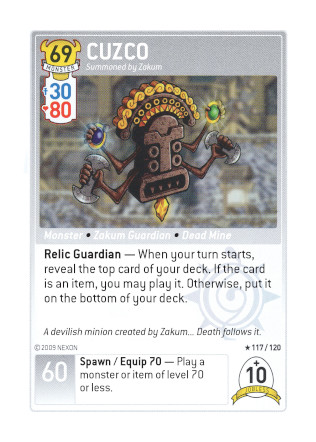 69
MONSTER
CUZCO
Summoned by Zakum
30
80
Monster • Zakum Guardian • Dead Mine
Relic Guardian — When your turn starts,
reveal the top card of your deck. If the card
is an item, you may play it. Otherwise, put it
on the bottom of your deck.
A devilish minion created by Zakum... Death follows it.
©2009 NEXON
★117/120
60
Spawn / Equip 70 — Play a
monster or item of level 70
or less.
+
10
JOBLESS